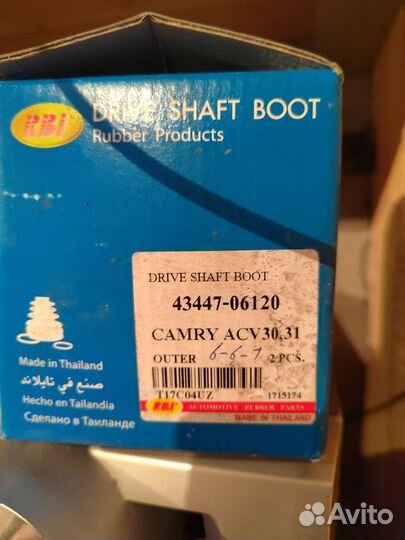 RBI
DRIVE SHAFT BOOT
Rubber Products
DRIVE SHAFT BOOT
43447-06120
CAMRY ACV30,31
OUTER 6-6-1 2 PCS.
T17C04UZ 1715174
RBI AUTOMOTIVE RUBBER PARTS
MADE IN THAILAND
Made in Thailand
صنع في تايلاند
Hecho en Tailandia
Сделано в Таиланде
Avito